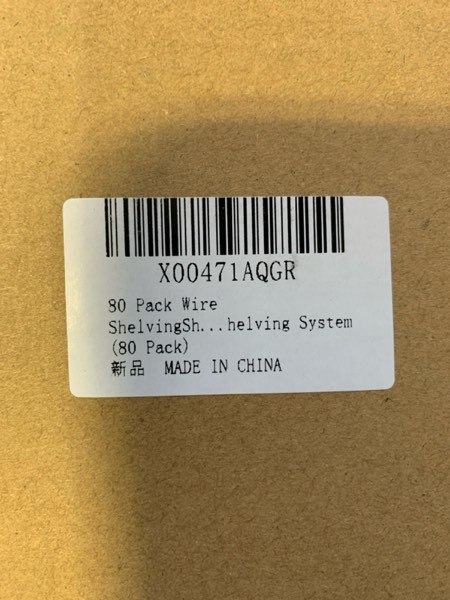 X00471AQGR
80 Pack Wire
ShelvingSh...helving System
(80 Pack)
新品 MADE IN CHINA